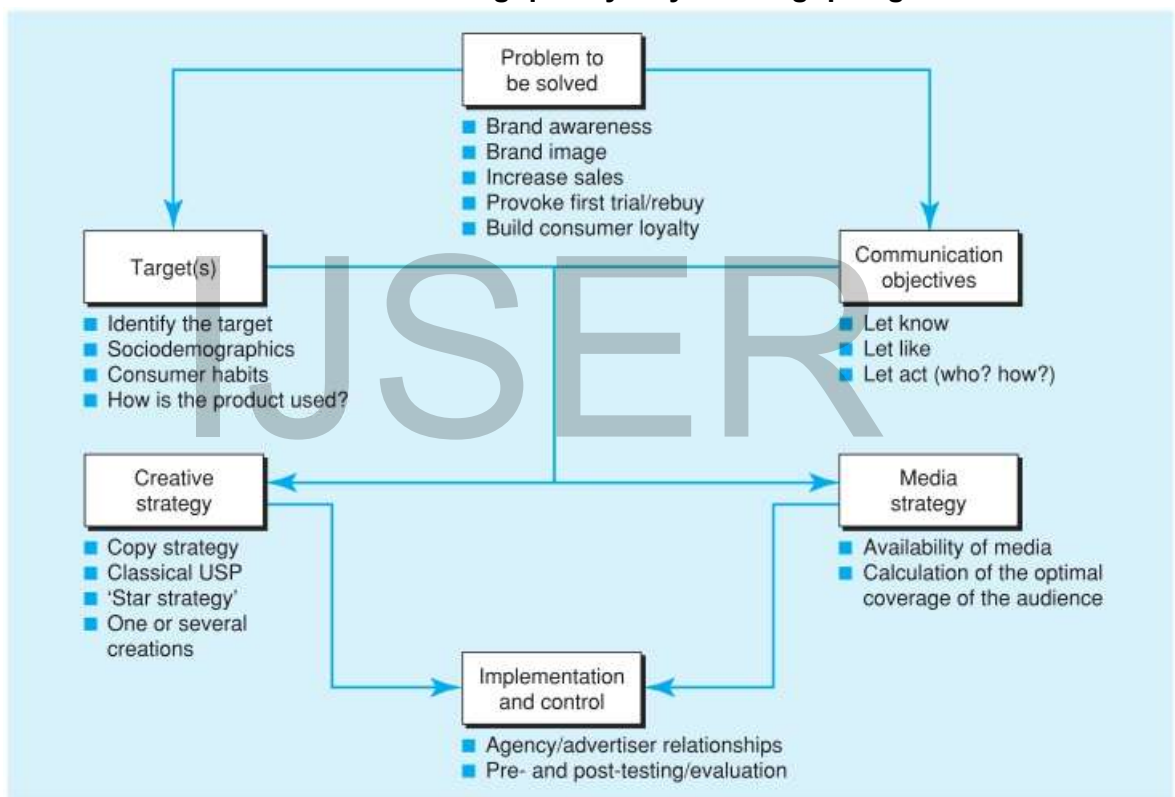 Problem to
be solved
■ Brand awareness
■ Brand image
■ Increase sales
■ Provoke first trial/rebuy
■ Build consumer loyalty
Target(s)
■ Identify the target
■ Sociodemographics
■ Consumer habits
■ How is the product used?
Communication
objectives
■ Let know
■ Let like
■ Let act (who? how?)
IJSER
Creative
strategy
■ Copy strategy
■ Classical USP
■ ‘Star strategy’
■ One or several
creations
Media
strategy
■ Availability of media
■ Calculation of the optimal
coverage of the audience
Implementation
and control
■ Agency/advertiser relationships
■ Pre- and post-testing/evaluation